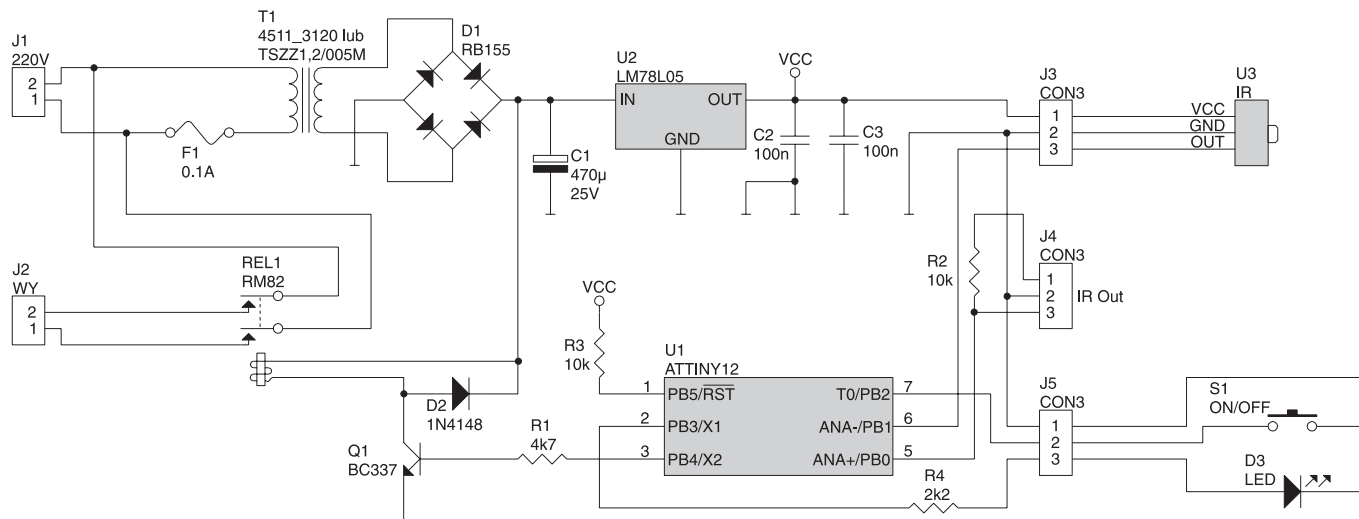 J1
220V
2
1
T1
4511_3120 lub
TSZZ1,2/005M
F1
0.1A
D1
RB155
C1
470µ
25V
U2
LM78L05
IN
OUT
GND
VCC
C2
100n
C3
100n
J3
CON3
1
2
3
VCC
GND
OUT
U3
IR
J2
WY
2
1
REL1
RM82
R2
10k
J4
CON3
1
2
3
IR Out
VCC
R3
10k
U1
ATTINY12
1
PB5/RST
T0/PB2
7
2
PB3/X1
ANA-/PB1
6
3
PB4/X2
ANA+/PB0
5
D2
1N4148
R1
4k7
Q1
BC337
R4
2k2
J5
CON3
1
2
3
S1
ON/OFF
D3
LED